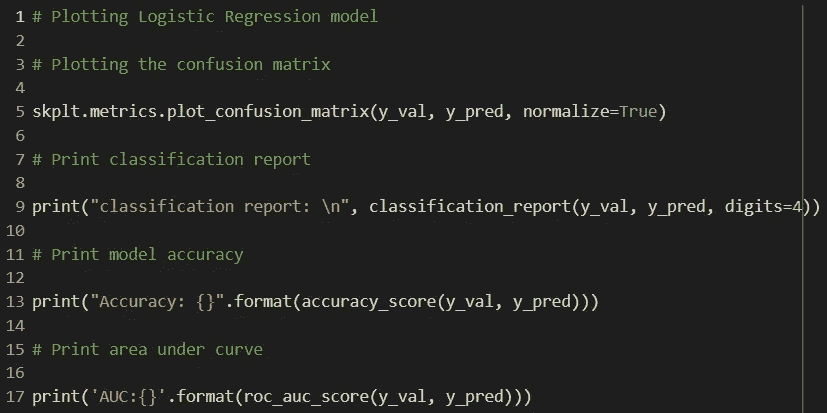 1 # Plotting Logistic Regression model
2
3 # Plotting the confusion matrix
4
5 skplt.metrics.plot_confusion_matrix(y_val, y_pred, normalize=True)
6
7 # Print classification report
8
9 print("classification report: \n", classification_report(y_val, y_pred, digits=4))
10
11 # Print model accuracy
12
13 print("Accuracy: {}".format(accuracy_score(y_val, y_pred)))
14
15 # Print area under curve
16
17 print('AUC:{}'.format(roc_auc_score(y_val, y_pred)))